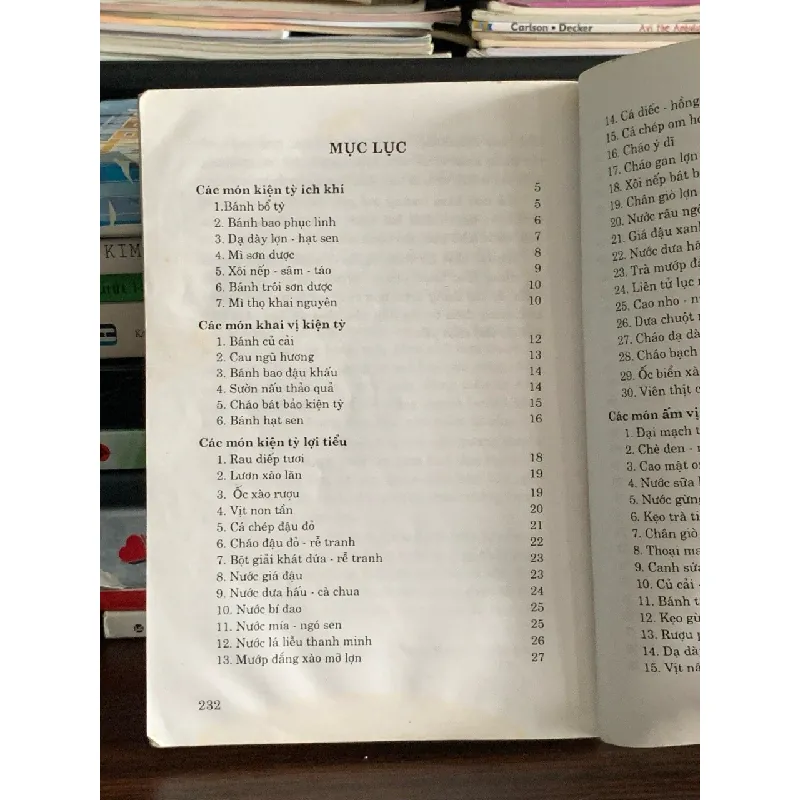 Carlson • Decker
KIM
MỤC LỤC
Các món kiện tỳ ích khí 5
1.Bánh bổ tỳ 5
2. Bánh bao phục linh 6
3. Dạ dày lợn - hạt sen 7
4. Mì sơn dược 8
5. Xôi nếp - sâm - táo 9
6. Bánh trôi sơn dược 10
7. Mì thọ khai nguyên 10
Các món khai vị kiện tỳ
1. Bánh củ cải 12
2. Cau ngũ hương 13
3. Bánh bao đậu khấu 14
4. Sườn nấu thảo quả 14
5. Cháo bát bảo kiện tỳ 15
6. Bánh hạt sen 16
Các món kiện tỳ lợi tiểu
1. Rau diếp tươi 18
2. Lươn xào lăn 19
3. Ốc xào rượu 19
4. Vịt non tần 20
5. Cá chép đậu đỏ 21
6. Cháo đậu đỏ - rễ tranh 22
7. Bột giải khát dứa - rễ tranh 23
8. Nước giá đậu 23
9. Nước dưa hấu - cà chua 24
10. Nước bí đao 25
11. Nước mía - ngó sen 25
12. Nước lá liễu thanh minh 26
13. Mướp đắng xào mỡ lợn 27
232
14. Cá diếc - hồng
15. Cá chép om
16. Cháo ý dĩ
17. Cháo gan lợn
18. Xôi nếp bát
19. Chân giò lợn
20. Nước râu ngô
21. Giá đậu xanh
22. Nước dưa hấ
23. Trà mướp
24. Liên tử lục
25. Cao nho - n
26. Dưa chuột
27. Cháo dạ dà
28. Cháo bạch
29. Ốc biển xà
30. Viên thịt c
Các món ấm vị
1. Đại mạch t
2. Chè đen -
3. Cao mật o
4. Nước sữa
5. Nước gừng
6. Kẹo trà t
7. Chân giò
8. Thoại ma
9. Canh sữa
10. Củ cải -
11. Bánh t
12. Kẹo gừ
13. Rượu
14. Dạ dà
15. Vịt nấ